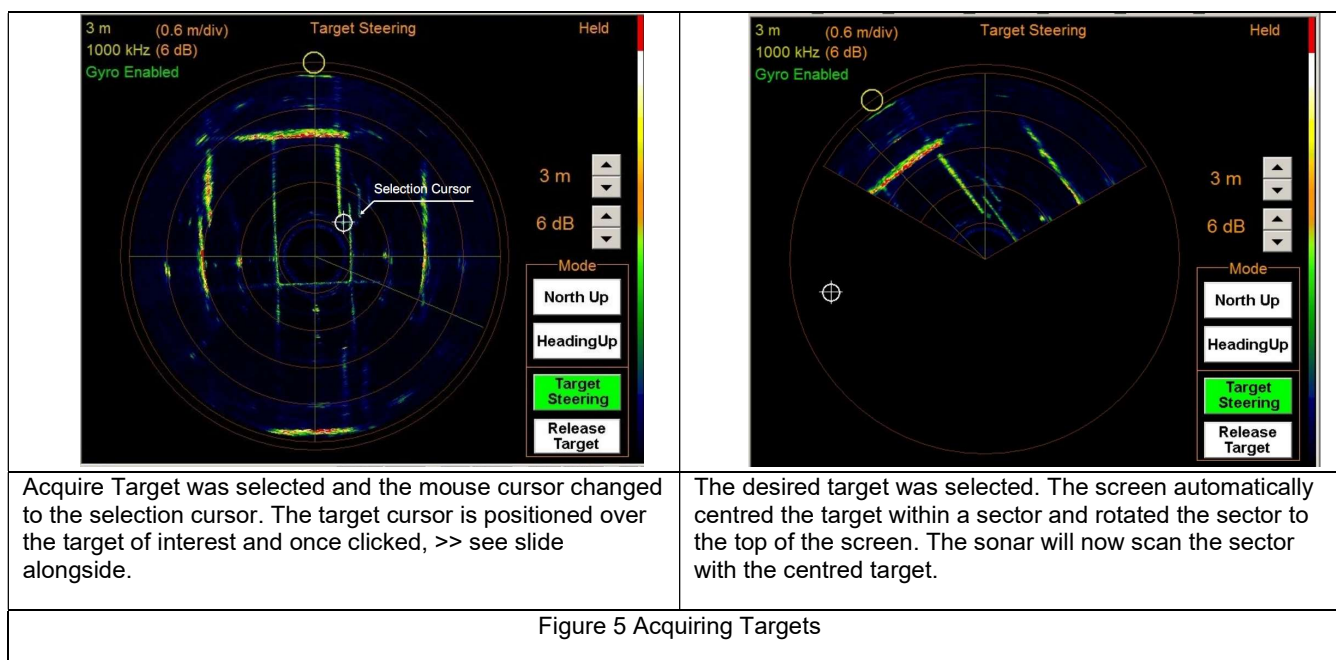 3 m (0.6 m/div) Target Steering Held
1000 kHz (6 dB)
Gyro Enabled
Selection Cursor
3 m
6 dB
Mode
North Up
HeadingUp
Target
Steering
Release
Target
3 m (0.6 m/div) Target Steering Held
1000 kHz (6 dB)
Gyro Enabled
3 m
6 dB
Mode
North Up
HeadingUp
Target
Steering
Release
Target
Acquire Target was selected and the mouse cursor changed
to the selection cursor. The target cursor is positioned over
the target of interest and once clicked, >> see slide
alongside.
The desired target was selected. The screen automatically
centred the target within a sector and rotated the sector to
the top of the screen. The sonar will now scan the sector
with the centred target.
Figure 5 Acquiring Targets